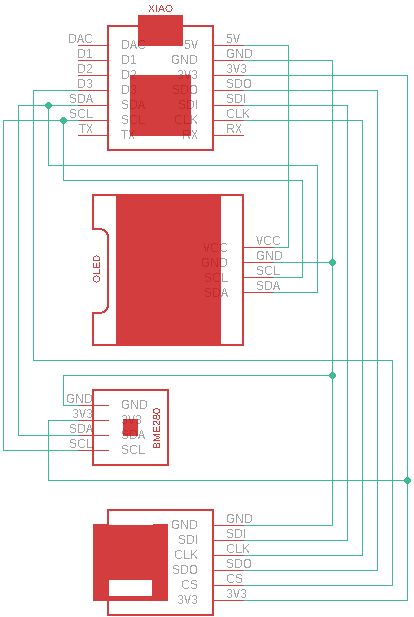 XIAO
DAC DAC 5V 5V
D1 D1 GND GND
D2 D2 3V3 3V3
D3 D3 SDO SDO
SDA SDA SDI SDI
SCL SCL CLK CLK
TX TX RX RX
OLED
VCC VCC
GND GND
SCL SCL
SDA SDA
BME280
GND GND
3V3 3V3
SDA SDA
SCL SCL
GND GND
SDI SDI
CLK CLK
SDO SDO
CS CS
3V3 3V3